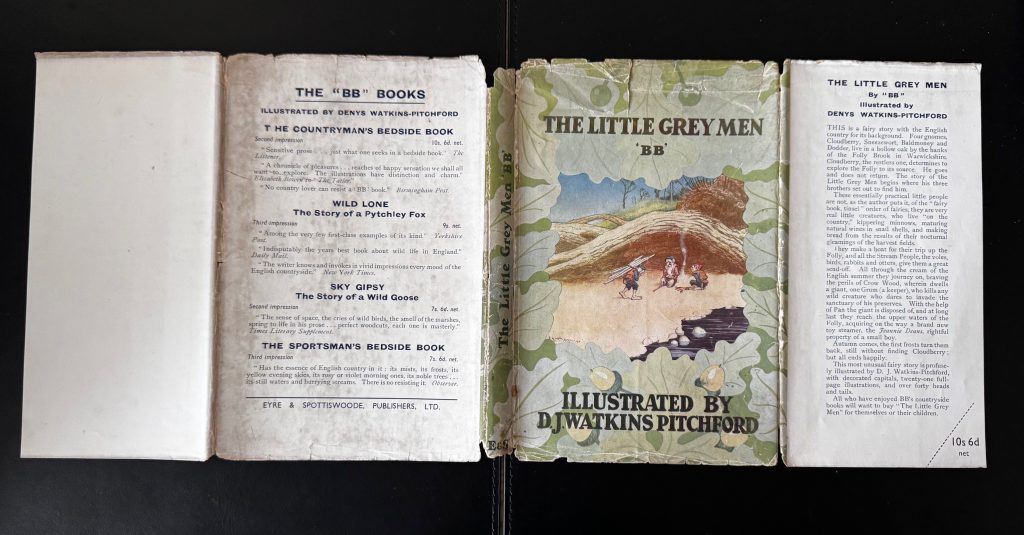 THE "BB" BOOKS
ILLUSTRATED BY DENYS WATKINS-PITCHFORD
THE COUNTRYMAN'S BEDSIDE BOOK
Second impression 10s. 6d. net.
"Sensitive prose . . . just what one seeks in a bedside book." The
Listener.
"A chronicle of pleasures . . . reaches of happy sensation we shall all
want to explore. The illustrations have distinction and charm."
Elizabeth Bowen in "The Tatler."
"No country lover can resist a 'BB' book." Birmingham Post.
WILD LONE
The Story of a Pytchley Fox
Third impression 9s. net.
"Among the very few first-class examples of its kind." Yorkshire
Post.
"Indisputably the years best book about wild life in England."
Daily Mail.
"The writer knows and invokes in vivid impressions every mood of the
English countryside." New York Times.
SKY GIPSY
The Story of a Wild Goose
Second impression 7s. 6d. net.
"The sense of space, the cries of wild birds, the smell of the marshes,
spring to life in his prose . . . perfect woodcuts, each one is masterly."
Times Literary Supplement.
THE SPORTSMAN'S BEDSIDE BOOK
Third impression 7s. 6d. net.
"Has the essence of English country in it: its mists, its frosts, its
yellow evening skies, its rosy or violet morning ones, its noble trees . . .
its still waters and hurrying streams. There is no resisting it. Observer.
EYRE & SPOTTISWOODE, PUBLISHERS, LTD.
The Little Grey Men 'BB'
E&S
THE LITTLE GREY MEN
'BB'
ILLUSTRATED BY
D.J. WATKINS PITCHFORD
THE LITTLE GREY MEN
By "BB"
Illustrated by
DENYS WATKINS-PITCHFORD
THIS is a fairy story with the English
country for its background. Four gnomes,
Cloudberry, Sneezewort, Baldmoney and
Dodder, live in a hollow oak by the banks
of the Folly Brook in Warwickshire.
Cloudberry, the restless one, determines to
explore the Folly to its source. He goes
and does not return. The story of the
Little Grey Men begins where his three
brothers set out to find him.
These essentially practical little people
are not, as the author puts it, of the "fairy
book, tinsel" order of fairies, they are very
real little creatures, who live "on the
country," kippering minnows, maturing
natural wines in snail shells, and making
bread from the results of their nocturnal
gleanings of the harvest fields.
They make a boat for their trip up the
Folly, and all the Stream People, the voles,
birds, rabbits and otters, give them a great
send-off. All through the cream of the
English summer they journey on, braving
the perils of Crow Wood, wherein dwells
a giant, one Grum (a keeper), who kills any
wild creature who dares to invade the
sanctuary of his preserves. With the help
of Pan the giant is disposed of, and at long
last they reach the upper waters of the
Folly, acquiring on the way a brand new
toy steamer, the Jeannie Deans, rightful
property of a small boy.
Autumn comes, the first frosts turn them
back, still without finding Cloudberry;
but all ends happily.
This most unusual fairy story is profuse-
ly illustrated by D. J. Watkins-Pitchford,
with decorated capitals, twenty-one full-
page illustrations, and over forty heads
and tails.
All who have enjoyed BB's countryside
books will want to buy "The Little Grey
Men" for themselves or their children.
10s 6d
net